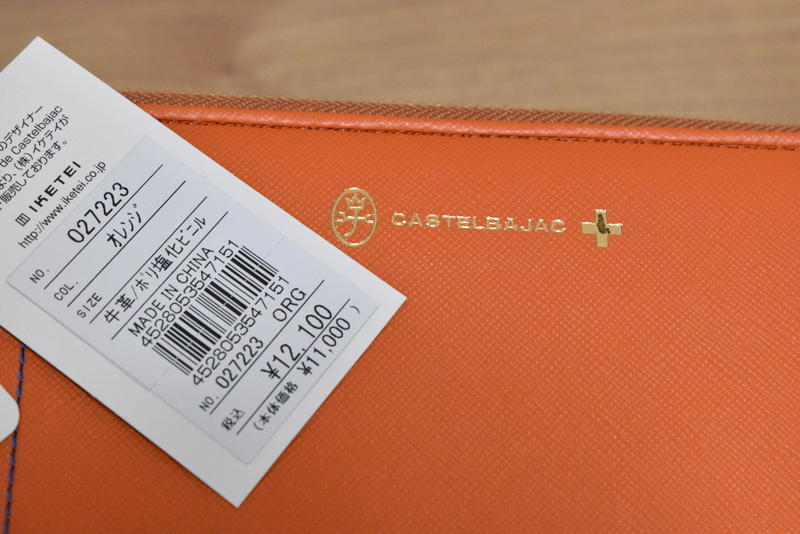 のデザイナー
de Castelbajac
より、(株)イケテイが
販売しております。
IKETEI
http://www.iketei.co.jp
NO. 027223
COL. オレンジ
SIZE
牛革/ポリ塩化ビニル
MADE IN CHINA
4528053547151
4528053547151
NO. 027223 ORG
税込 ¥12,100
(本体価格 ¥11,000 )
CASTELBAJAC